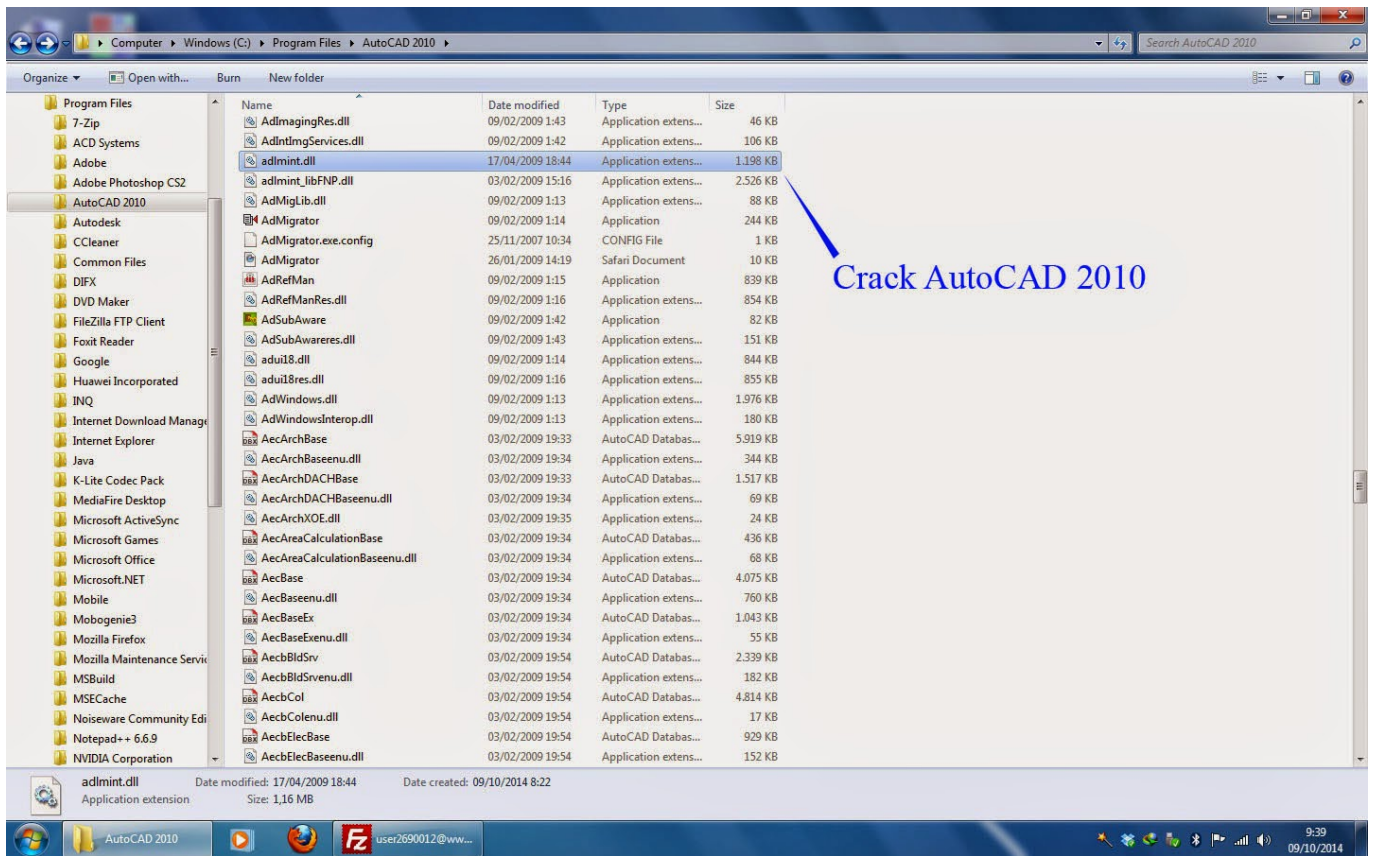 Computer ▸ Windows (C:) ▸ Program Files ▸ AutoCAD 2010 ▸
Search AutoCAD 2010
Organize ▾ Open with... Burn New folder
Program Files
7-Zip
ACD Systems
Adobe
Adobe Photoshop CS2
AutoCAD 2010
Autodesk
CCleaner
Common Files
DIFX
DVD Maker
FileZilla FTP Client
Foxit Reader
Google
Huawei Incorporated
INQ
Internet Download Manage
Internet Explorer
Java
K-Lite Codec Pack
MediaFire Desktop
Microsoft ActiveSync
Microsoft Games
Microsoft Office
Microsoft.NET
Mobile
Mobogenie3
Mozilla Firefox
Mozilla Maintenance Servic
MSBuild
MSECache
Noiseware Community Edi
Notepad++ 6.6.9
NVIDIA Corporation
Name Date modified Type Size
AdImagingRes.dll 09/02/2009 1:43 Application extens... 46 KB
AdIntImgServices.dll 09/02/2009 1:42 Application extens... 106 KB
adlmint.dll 17/04/2009 18:44 Application extens... 1.198 KB
adlmint_libFNP.dll 03/02/2009 15:16 Application extens... 2.526 KB
AdMigLib.dll 09/02/2009 1:13 Application extens... 88 KB
AdMigrator 09/02/2009 1:14 Application 244 KB
AdMigrator.exe.config 25/11/2007 10:34 CONFIG File 1 KB
AdMigrator 26/01/2009 14:19 Safari Document 10 KB
AdRefMan 09/02/2009 1:15 Application 839 KB
AdRefManRes.dll 09/02/2009 1:16 Application extens... 854 KB
AdSubAware 09/02/2009 1:42 Application 82 KB
AdSubAwareres.dll 09/02/2009 1:43 Application extens... 151 KB
adui18.dll 09/02/2009 1:14 Application extens... 844 KB
adui18res.dll 09/02/2009 1:16 Application extens... 855 KB
AdWindows.dll 09/02/2009 1:13 Application extens... 1.976 KB
AdWindowsInterop.dll 09/02/2009 1:13 Application extens... 180 KB
AecArchBase 03/02/2009 19:33 AutoCAD Databas... 5.919 KB
AecArchBaseenu.dll 03/02/2009 19:34 Application extens... 344 KB
AecArchDACHBase 03/02/2009 19:33 AutoCAD Databas... 1.517 KB
AecArchDACHBaseenu.dll 03/02/2009 19:34 Application extens... 69 KB
AecArchXOE.dll 03/02/2009 19:35 Application extens... 24 KB
AecAreaCalculationBase 03/02/2009 19:34 AutoCAD Databas... 436 KB
AecAreaCalculationBaseenu.dll 03/02/2009 19:34 Application extens... 68 KB
AecBase 03/02/2009 19:34 AutoCAD Databas... 4.075 KB
AecBaseenu.dll 03/02/2009 19:34 Application extens... 760 KB
AecBaseEx 03/02/2009 19:34 AutoCAD Databas... 1.043 KB
AecBaseExenu.dll 03/02/2009 19:34 Application extens... 55 KB
AecbBldSrv 03/02/2009 19:54 AutoCAD Databas... 2.339 KB
AecbBldSrvenu.dll 03/02/2009 19:54 Application extens... 182 KB
AecbCol 03/02/2009 19:54 AutoCAD Databas... 4.814 KB
AecbColenu.dll 03/02/2009 19:54 Application extens... 17 KB
AecbElecBase 03/02/2009 19:54 AutoCAD Databas... 929 KB
AecbElecBaseenu.dll 03/02/2009 19:54 Application extens... 152 KB
Crack AutoCAD 2010
adlmint.dll Date modified: 17/04/2009 18:44 Date created: 09/10/2014 8:22
Application extension Size: 1,16 MB
AutoCAD 2010
user2690012@ww...
9:39
09/10/2014